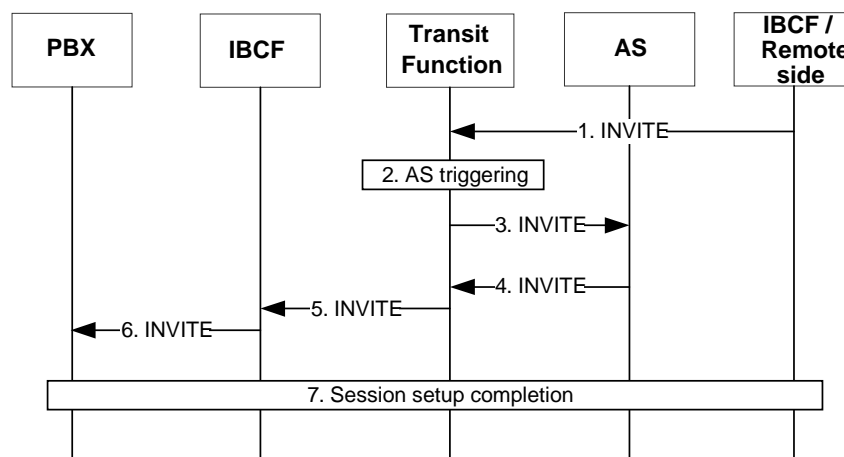 PBX
IBCF
Transit
Function
AS
IBCF /
Remote
side
1. INVITE
2. AS triggering
3. INVITE
4. INVITE
5. INVITE
6. INVITE
7. Session setup completion